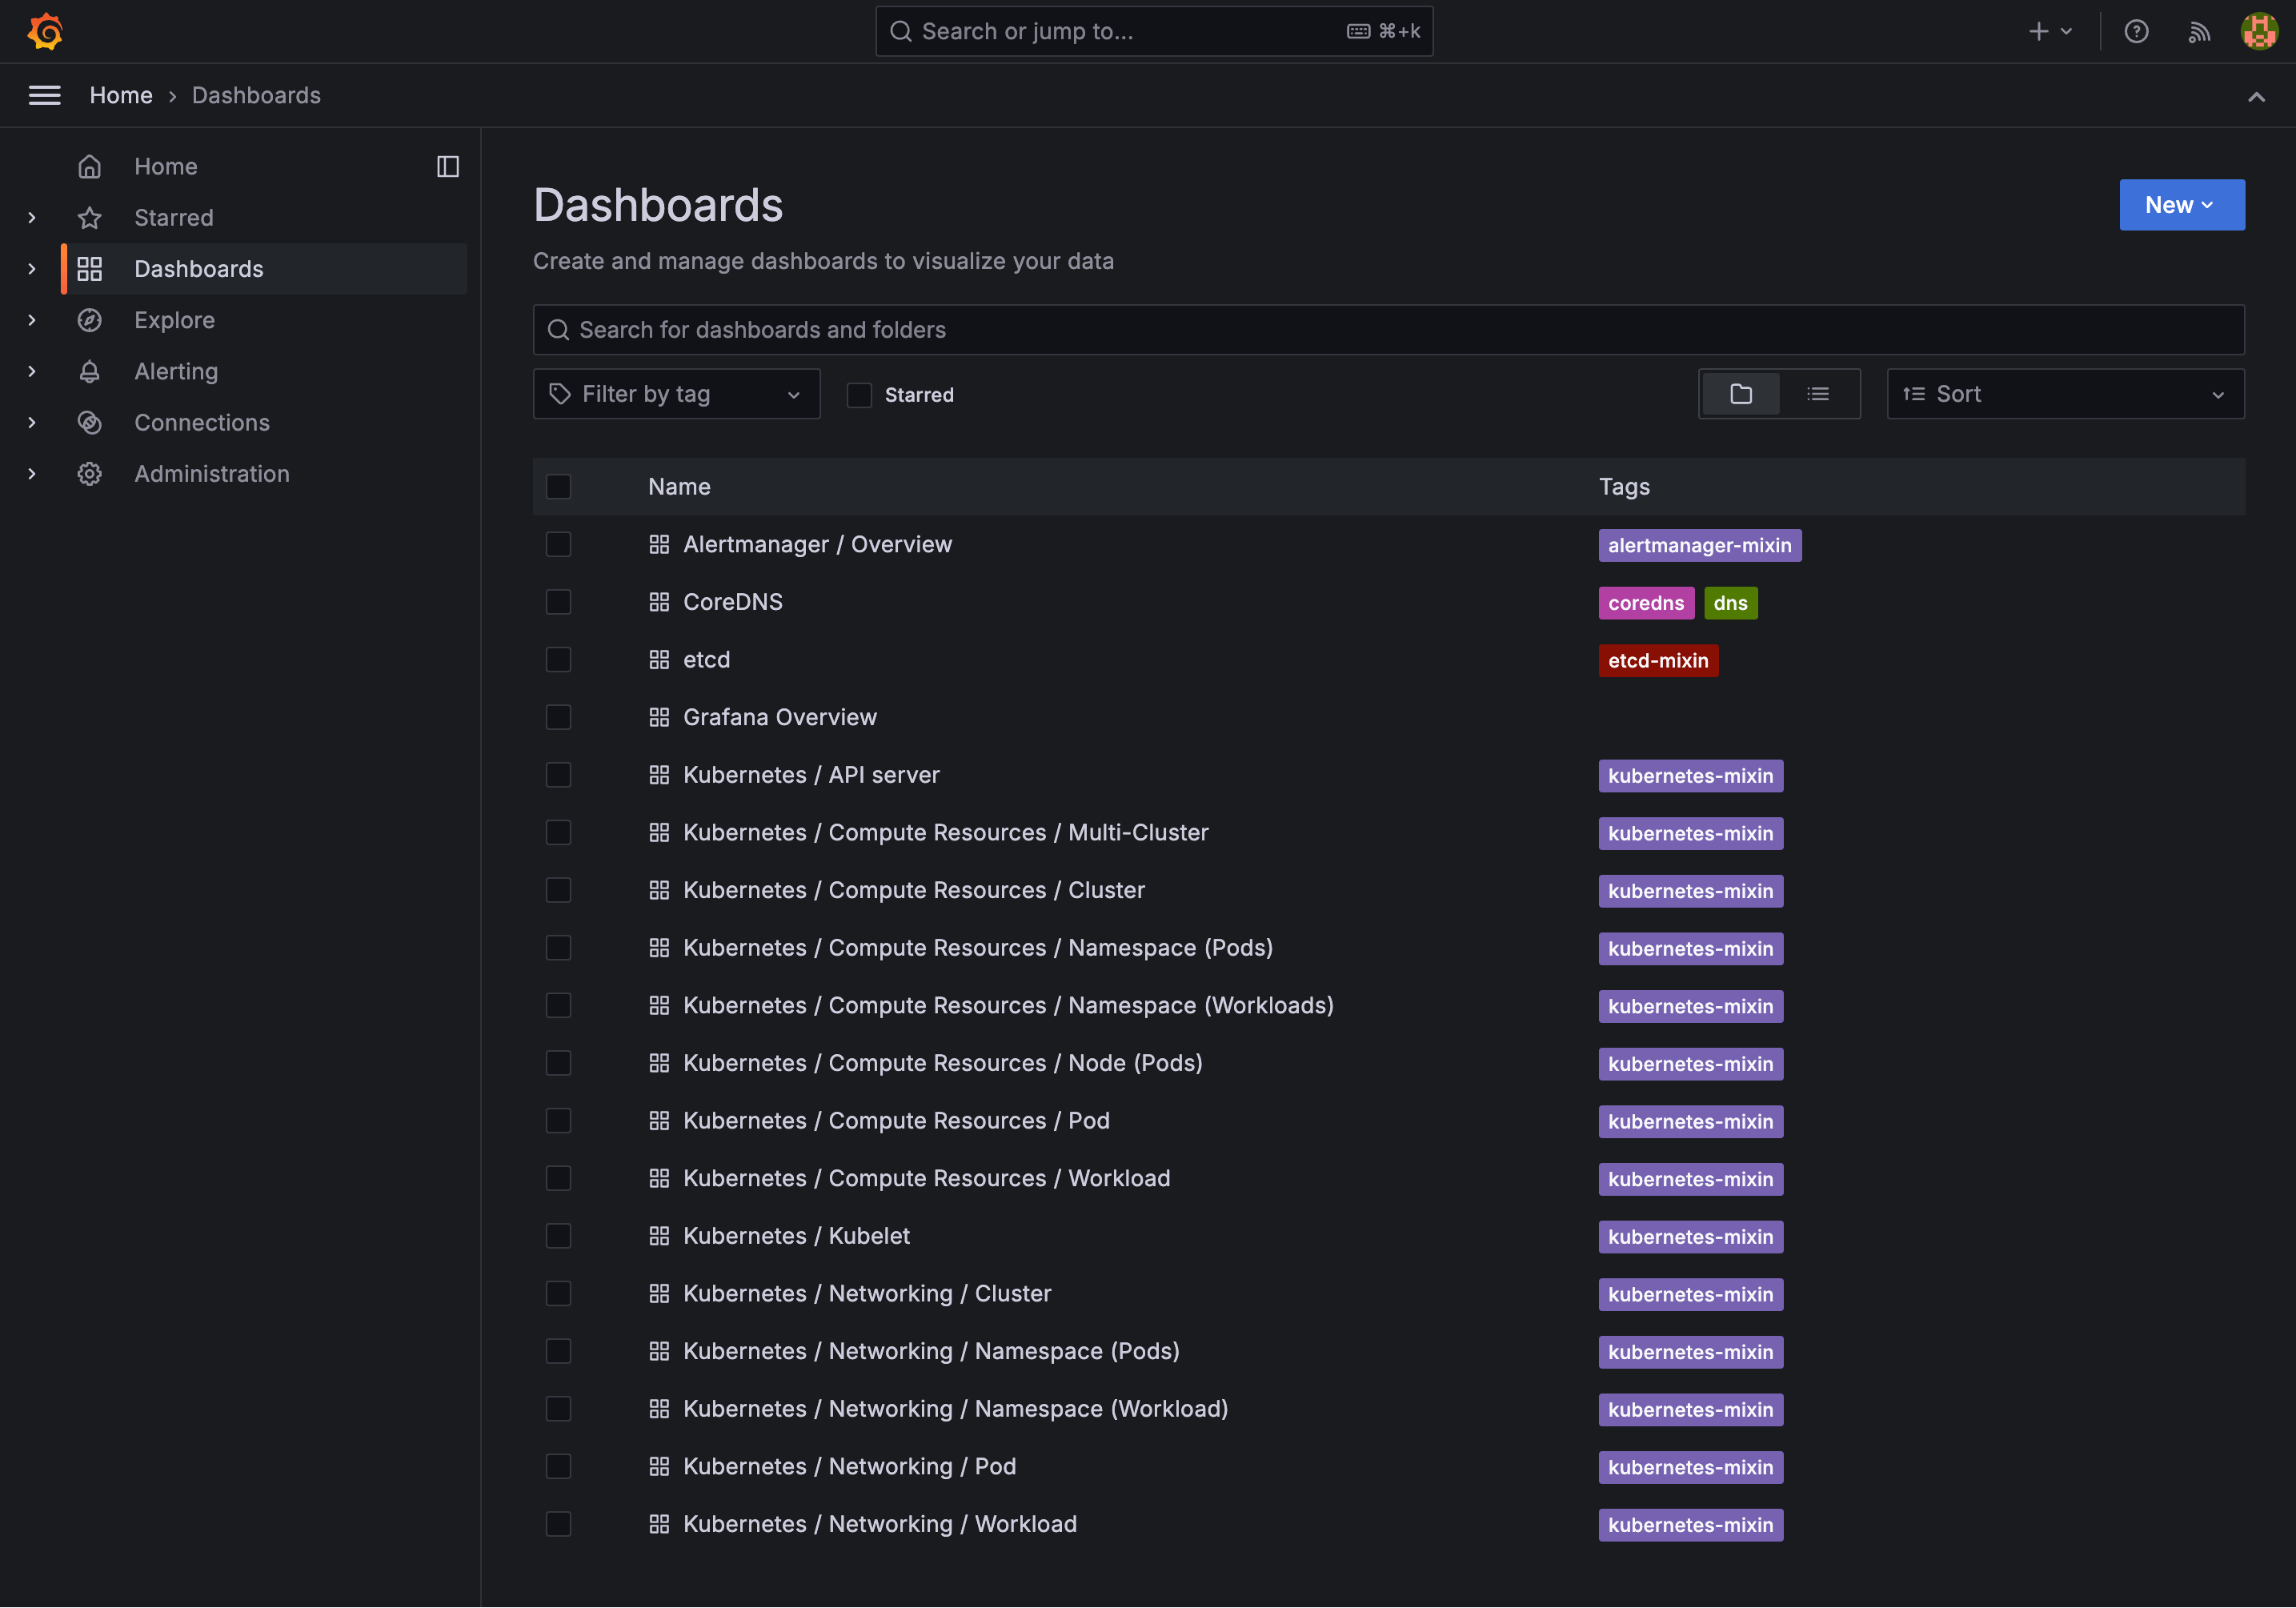 Search or jump to...
⌘+k
Home
Dashboards
Home
Starred
Dashboards
Explore
Alerting
Connections
Administration
Dashboards
New
Create and manage dashboards to visualize your data
Search for dashboards and folders
Filter by tag
Starred
Sort
Name Tags
Alertmanager / Overview alertmanager-mixin
CoreDNS coredns dns
etcd etcd-mixin
Grafana Overview
Kubernetes / API server kubernetes-mixin
Kubernetes / Compute Resources / Multi-Cluster kubernetes-mixin
Kubernetes / Compute Resources / Cluster kubernetes-mixin
Kubernetes / Compute Resources / Namespace (Pods) kubernetes-mixin
Kubernetes / Compute Resources / Namespace (Workloads) kubernetes-mixin
Kubernetes / Compute Resources / Node (Pods) kubernetes-mixin
Kubernetes / Compute Resources / Pod kubernetes-mixin
Kubernetes / Compute Resources / Workload kubernetes-mixin
Kubernetes / Kubelet kubernetes-mixin
Kubernetes / Networking / Cluster kubernetes-mixin
Kubernetes / Networking / Namespace (Pods) kubernetes-mixin
Kubernetes / Networking / Namespace (Workload) kubernetes-mixin
Kubernetes / Networking / Pod kubernetes-mixin
Kubernetes / Networking / Workload kubernetes-mixin